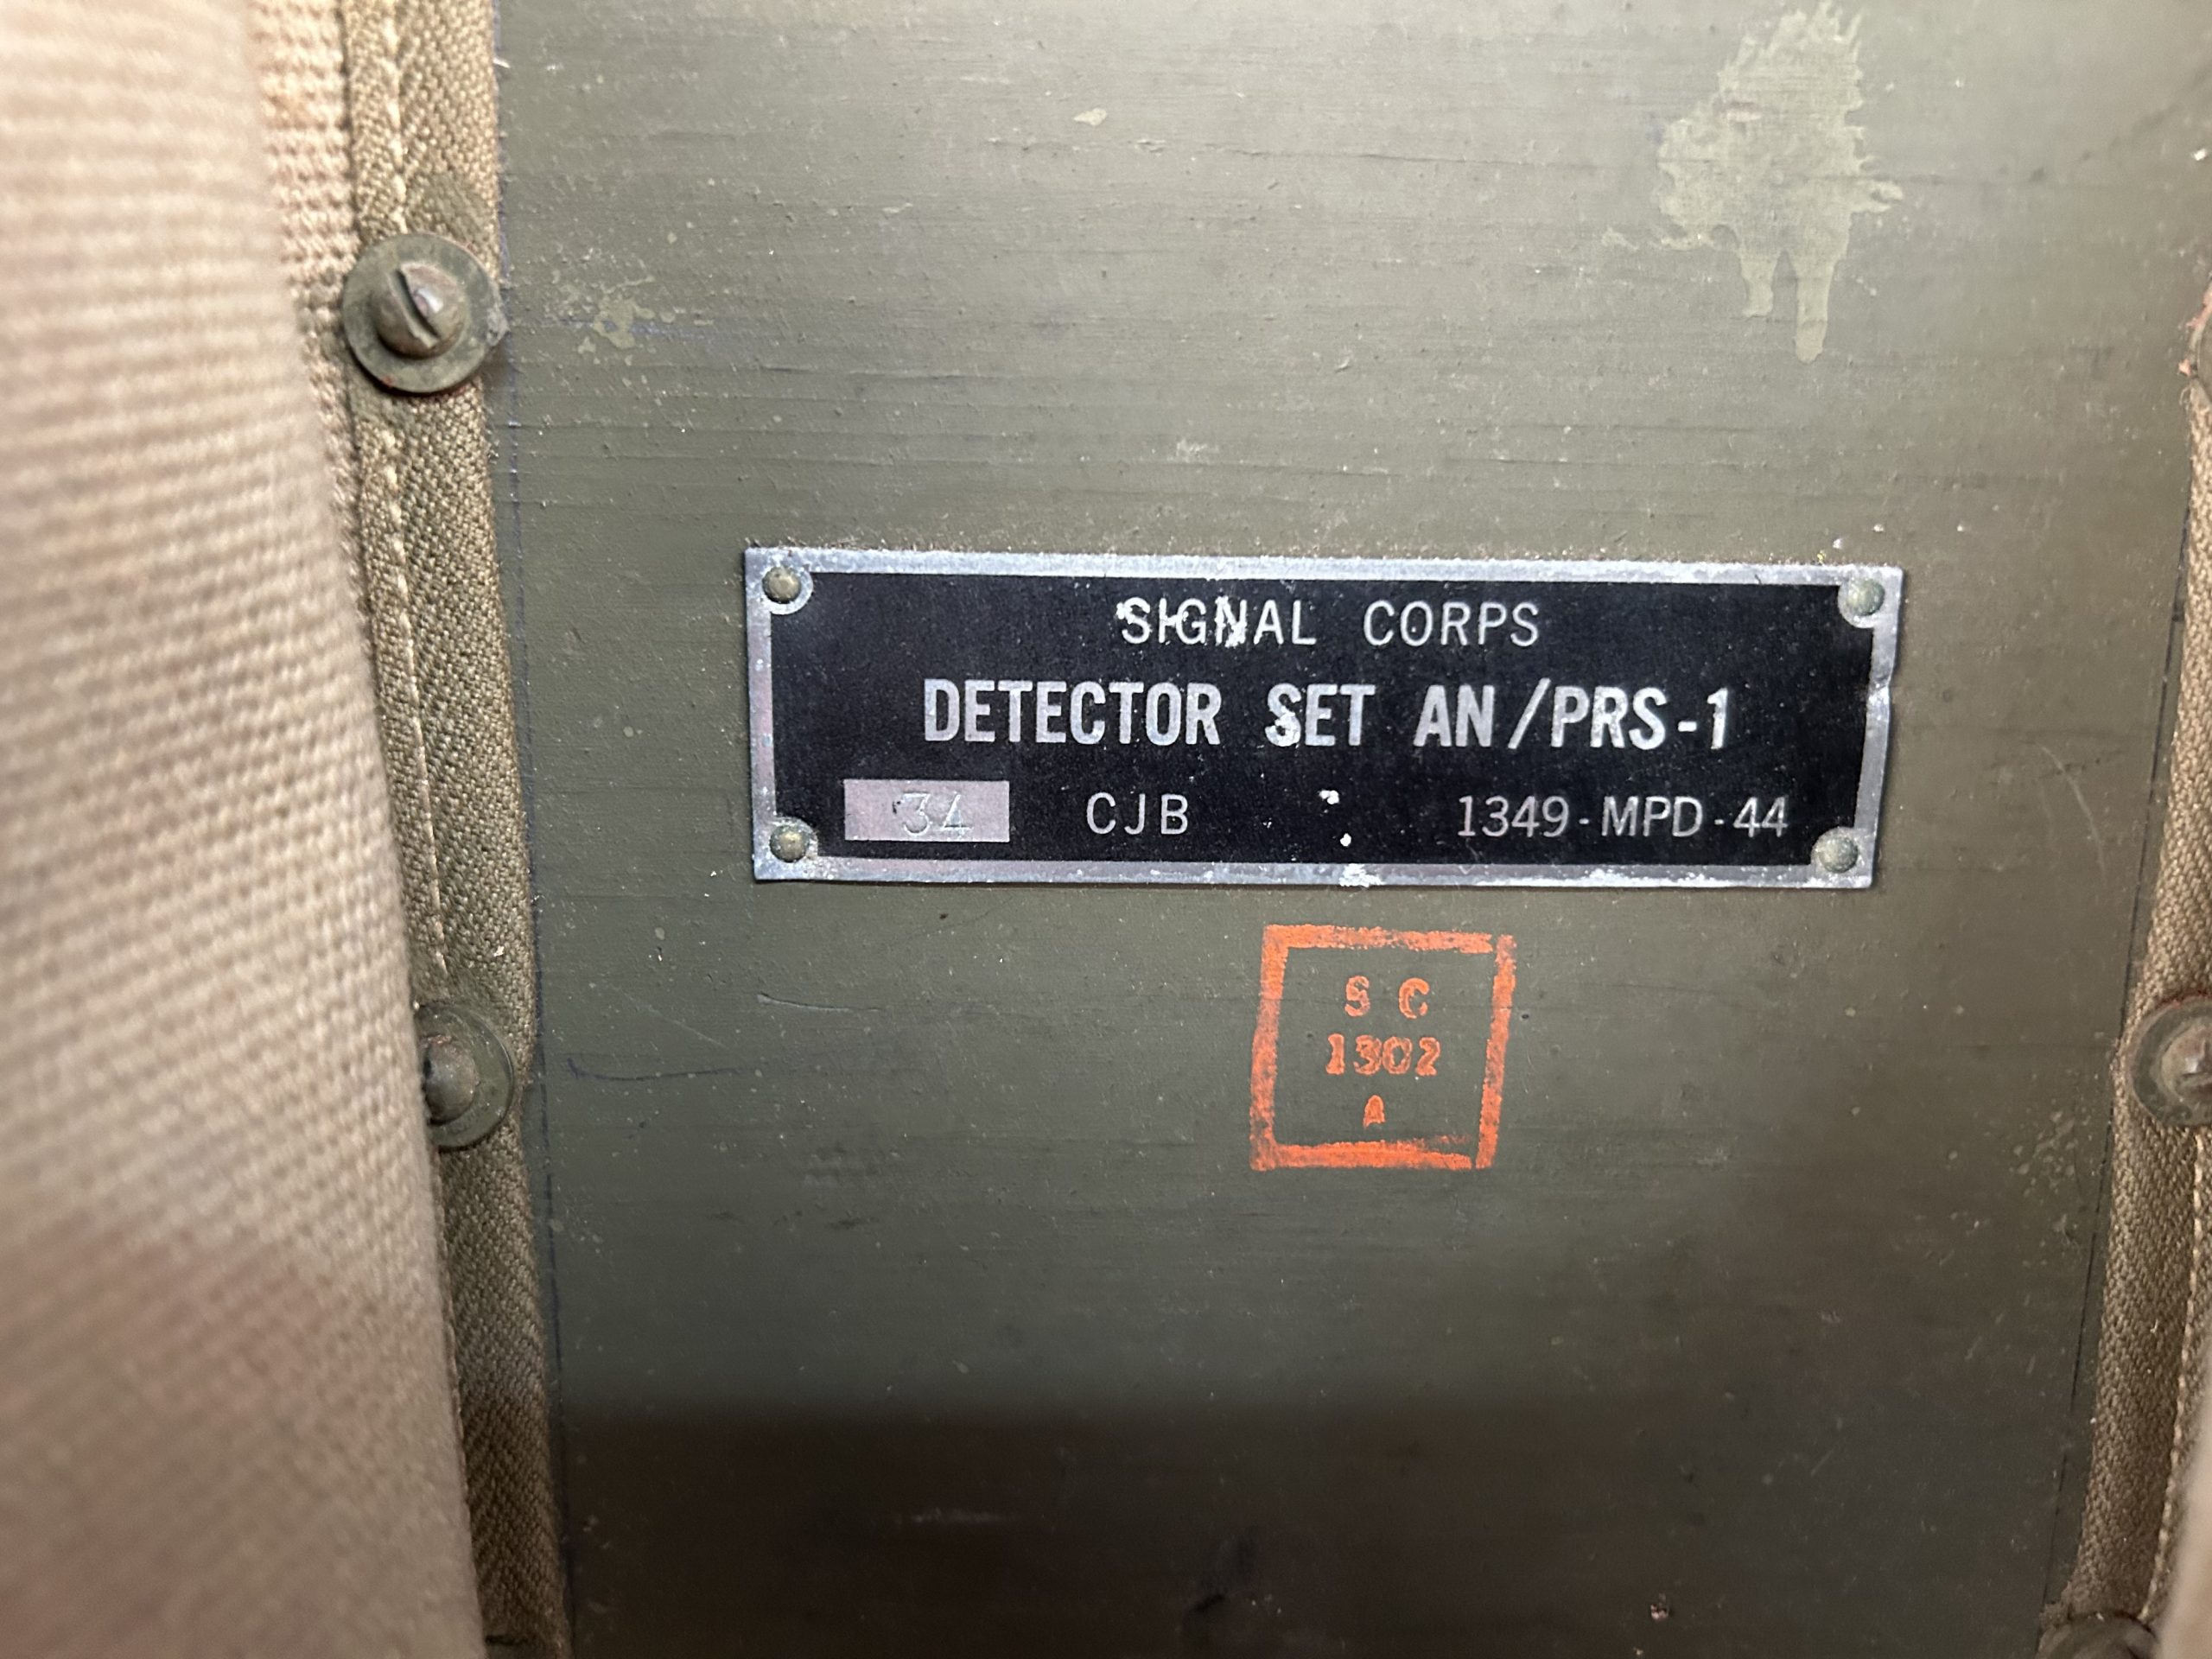 SIGNAL CORPS
DETECTOR SET AN/PRS-1
34 CJB 1349-MPD-44
S C
1302
A